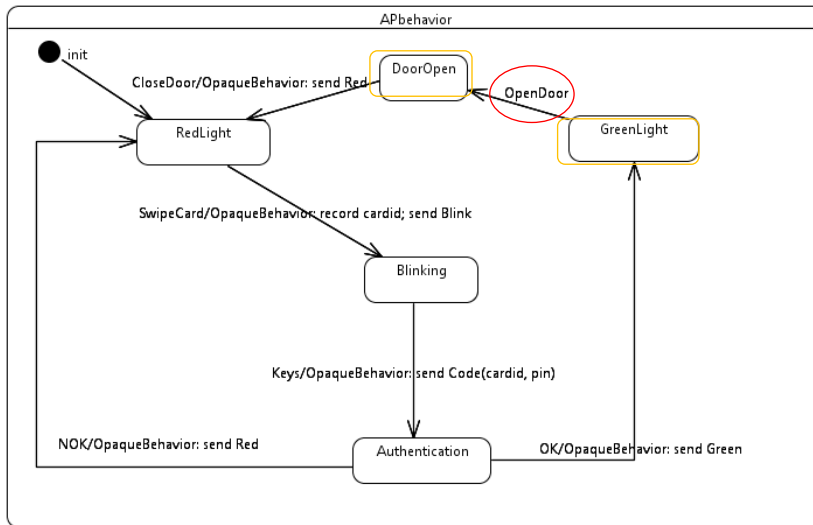 APbehavior
init
DoorOpen
CloseDoor/OpaqueBehavior: send Red
OpenDoor
RedLight
GreenLight
SwipeCard/OpaqueBehavior: record cardid; send Blink
Blinking
Keys/OpaqueBehavior: send Code(cardid, pin)
NOK/OpaqueBehavior: send Red
Authentication
OK/OpaqueBehavior: send Green